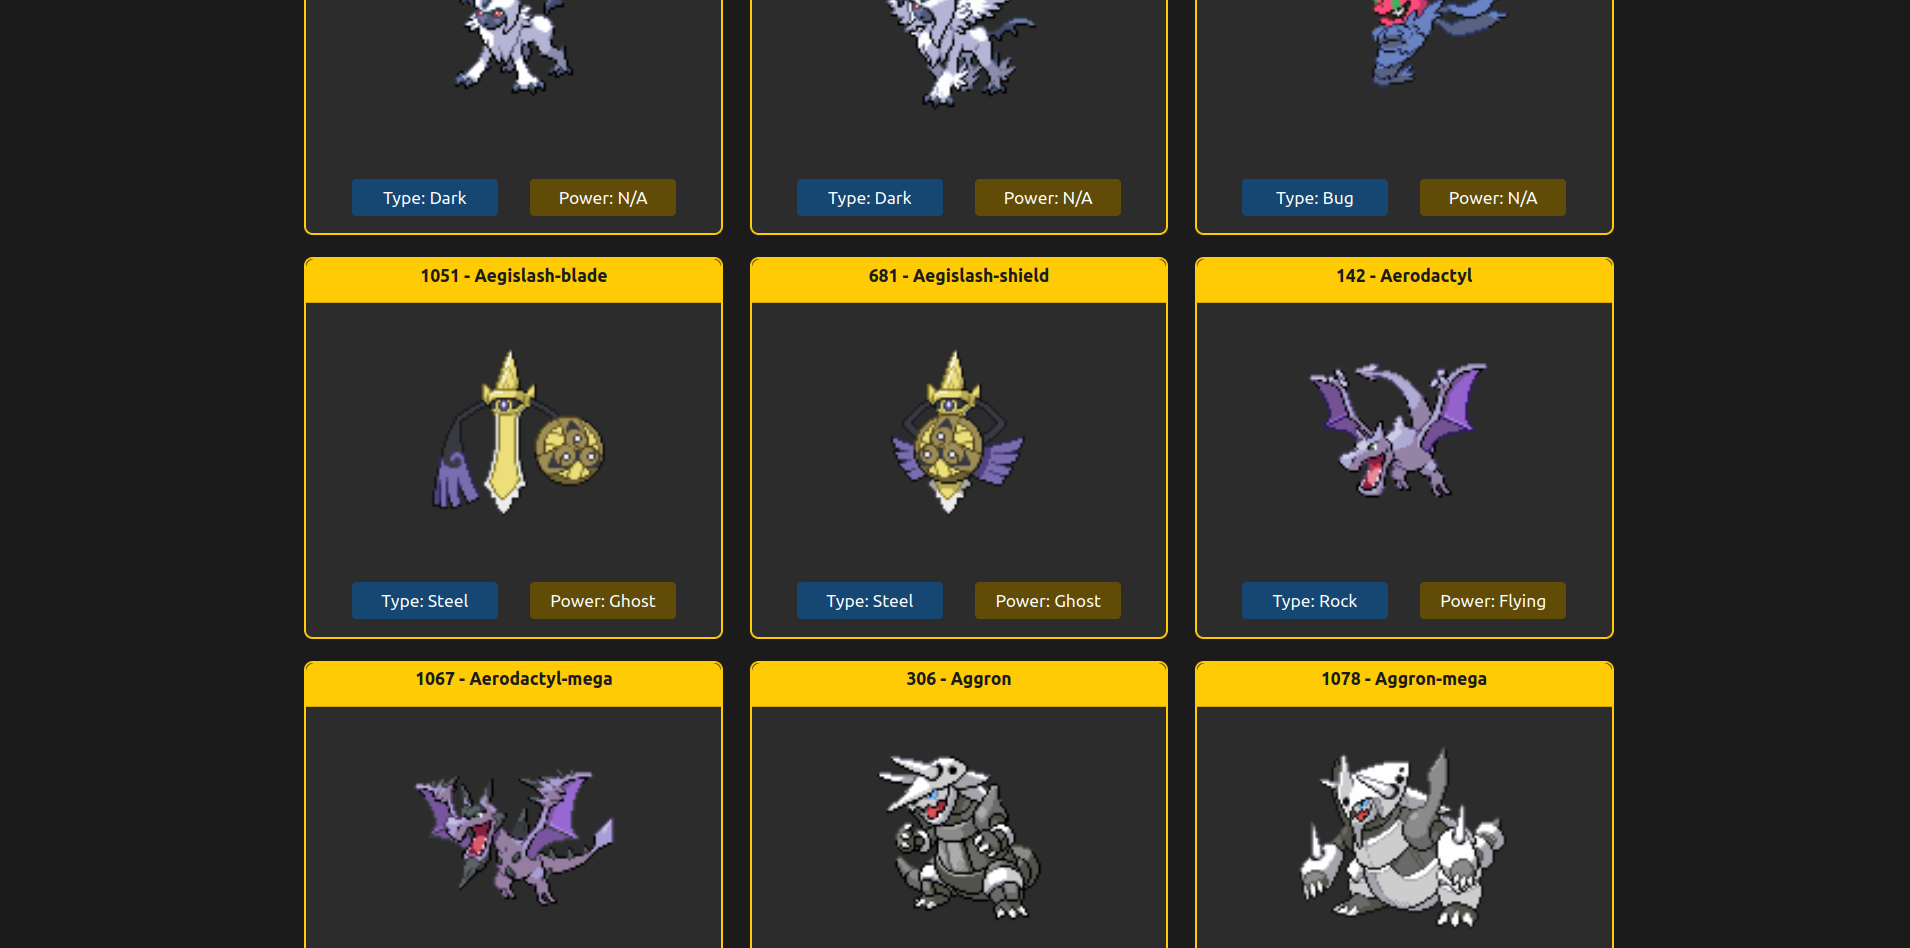 Type: Dark
Power: N/A
Type: Dark
Power: N/A
Type: Bug
Power: N/A
1051 - Aegislash-blade
681 - Aegislash-shield
142 - Aerodactyl
Type: Steel
Power: Ghost
Type: Steel
Power: Ghost
Type: Rock
Power: Flying
1067 - Aerodactyl-mega
306 - Aggron
1078 - Aggron-mega